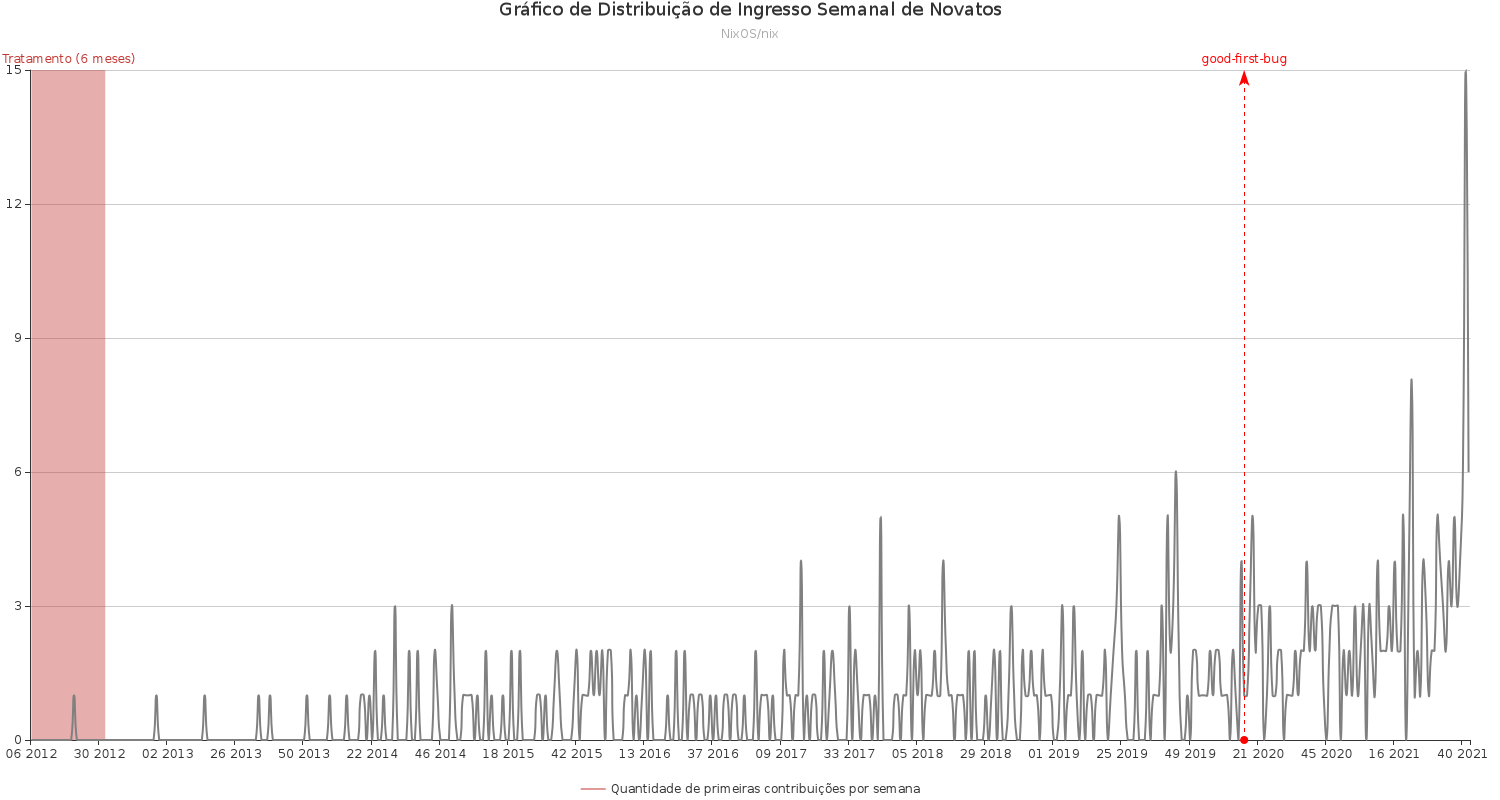 Gráfico de Distribuição de Ingresso Semanal de Novatos
NixOS/nix
Tratamento (6 meses)
good-first-bug
15
12
9
6
3
0
06 2012 30 2012 02 2013 26 2013 50 2013 22 2014 46 2014 18 2015 42 2015 13 2016 37 2016 09 2017 33 2017 05 2018 29 2018 01 2019 25 2019 49 2019 21 2020 45 2020 16 2021 40 2021
Quantidade de primeiras contribuições por semana